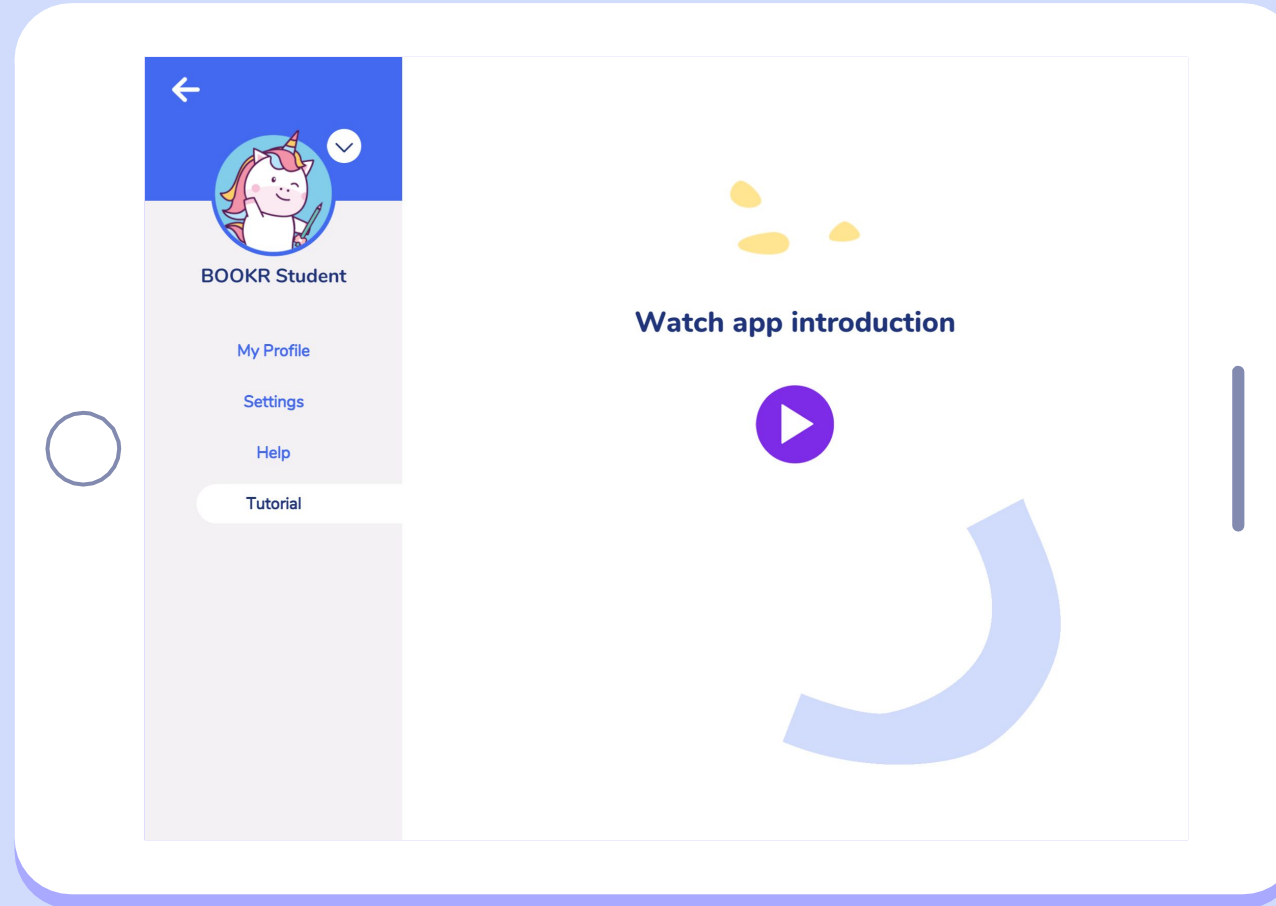 BOOKR Student
My Profile
Settings
Help
Tutorial
Watch app introduction